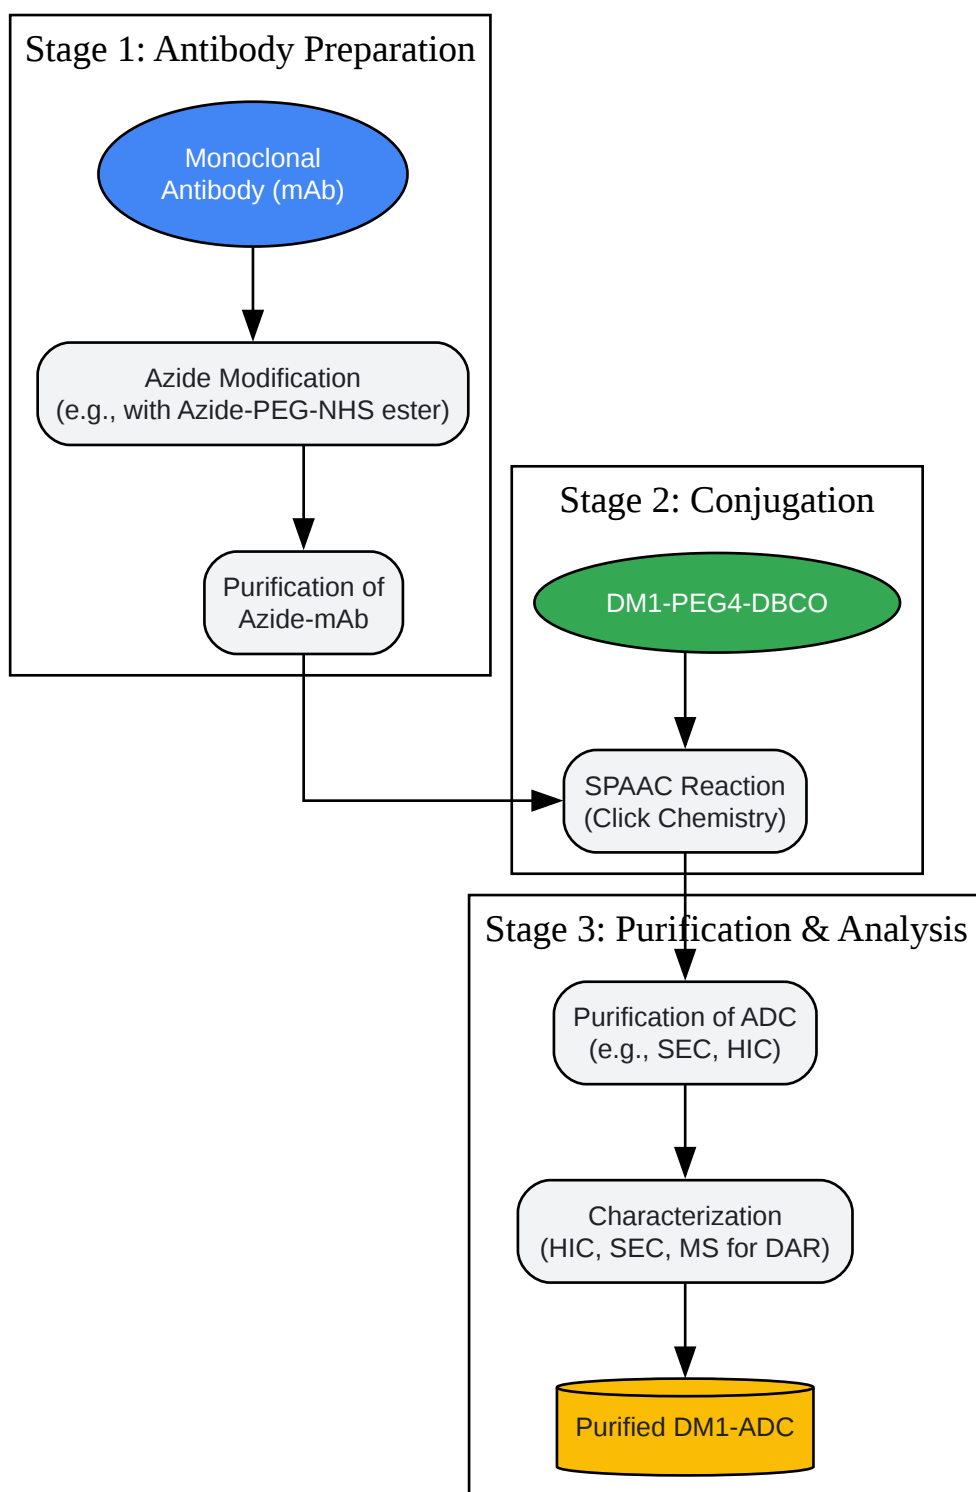 Stage 1: Antibody Preparation
Monoclonal
Antibody (mAb)
Azide Modification
(e.g., with Azide-PEG-NHS ester)
Purification of
Azide-mAb
Stage 2: Conjugation
DM1-PEG4-DBCO
SPAAC Reaction
(Click Chemistry)
Stage 3: Purification & Analysis
Purification of ADC
(e.g., SEC, HIC)
Characterization
(HIC, SEC, MS for DAR)
Purified DM1-ADC